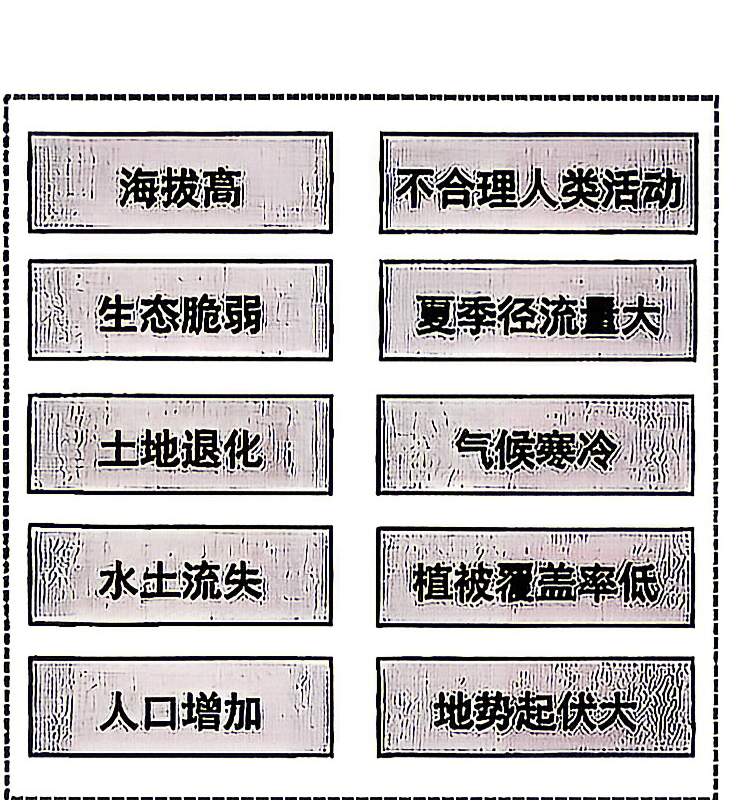 海拔高
不合理人类活动
生态脆弱
夏季径流量大
土地退化
气候寒冷
水土流失
植被覆盖率低
人口增加
地势起伏大